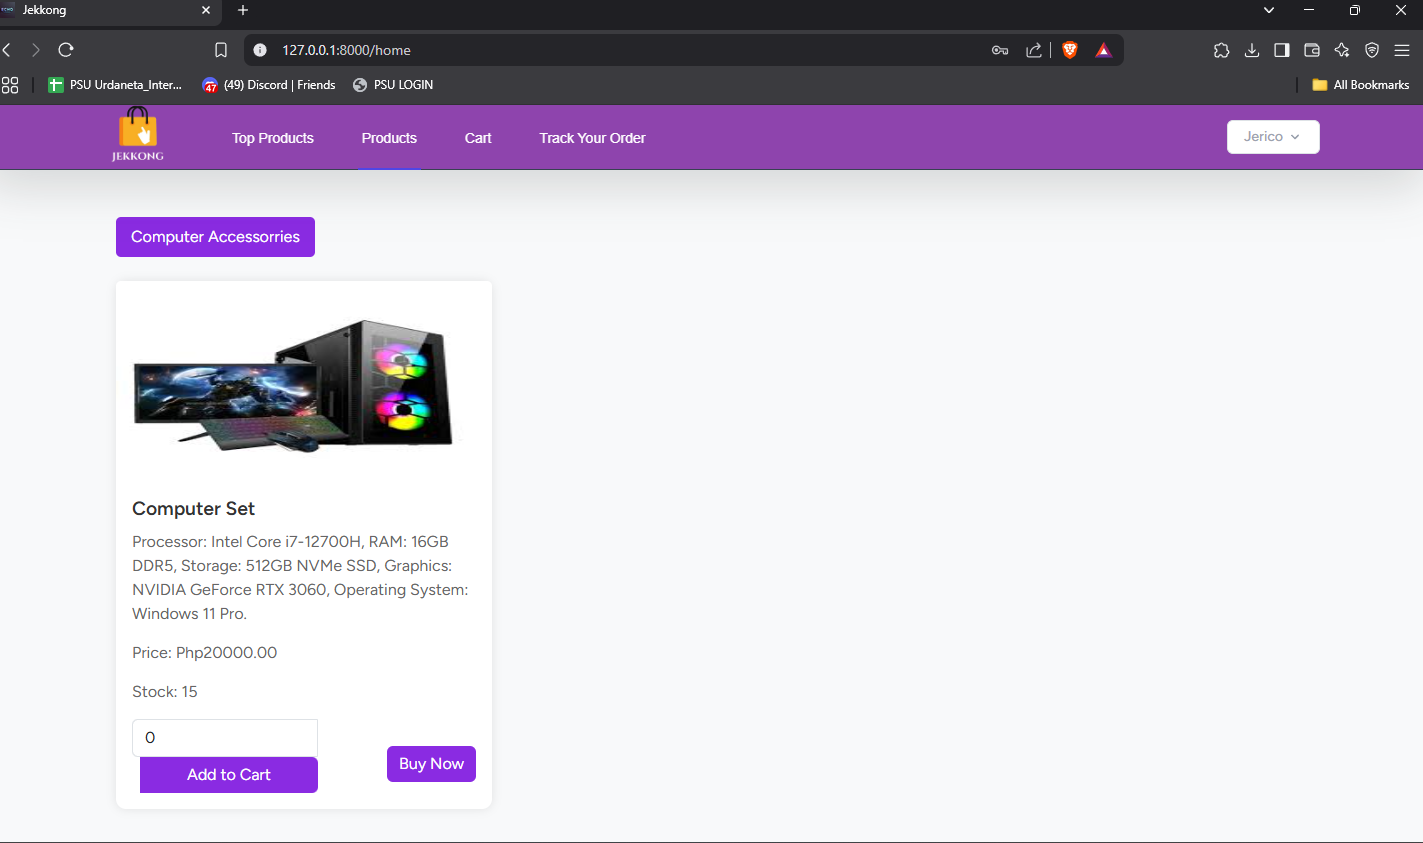 Jekkong
127.0.0.1:8000/home
PSU Urdaneta_Inter...
47
(49) Discord | Friends
PSU LOGIN
All Bookmarks
JEKKONG
Top Products
Products
Cart
Track Your Order
Jerico
Computer Accessorries
Computer Set
Processor: Intel Core i7-12700H, RAM: 16GB
DDR5, Storage: 512GB NVMe SSD, Graphics:
NVIDIA GeForce RTX 3060, Operating System:
Windows 11 Pro.
Price: Php20000.00
Stock: 15
0
Add to Cart
Buy Now